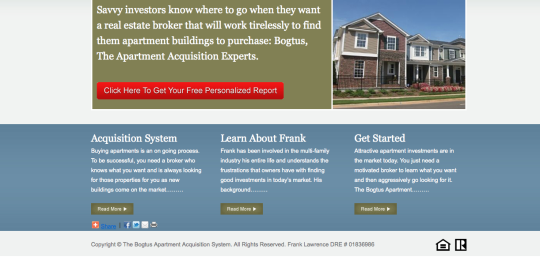 Savvy investors know where to go when they want
a real estate broker that will work tirelessly to find
them apartment buildings to purchase: Bogtus,
The Apartment Acquisition Experts.
Click Here To Get Your Free Personalized Report
Acquisition System
Buying apartments is an on going process.
To be successful, you need a broker who
knows what you want and is always looking
for those properties for you as new
buildings come on the market.........
Read More
Learn About Frank
Frank has been involved in the multi-family
industry his entire life and understands the
frustrations that owners have with finding
good investments in today's market. His
background.........
Read More
Get Started
Attractive apartment investments are in
the market today. You just need a
motivated broker to learn what you want
and then aggressively go looking for it.
The Bogtus Apartment.........
Read More
Share |
Copyright © The Bogtus Apartment Acquisition System. All Rights Reserved. Frank Lawrence DRE # 01836686